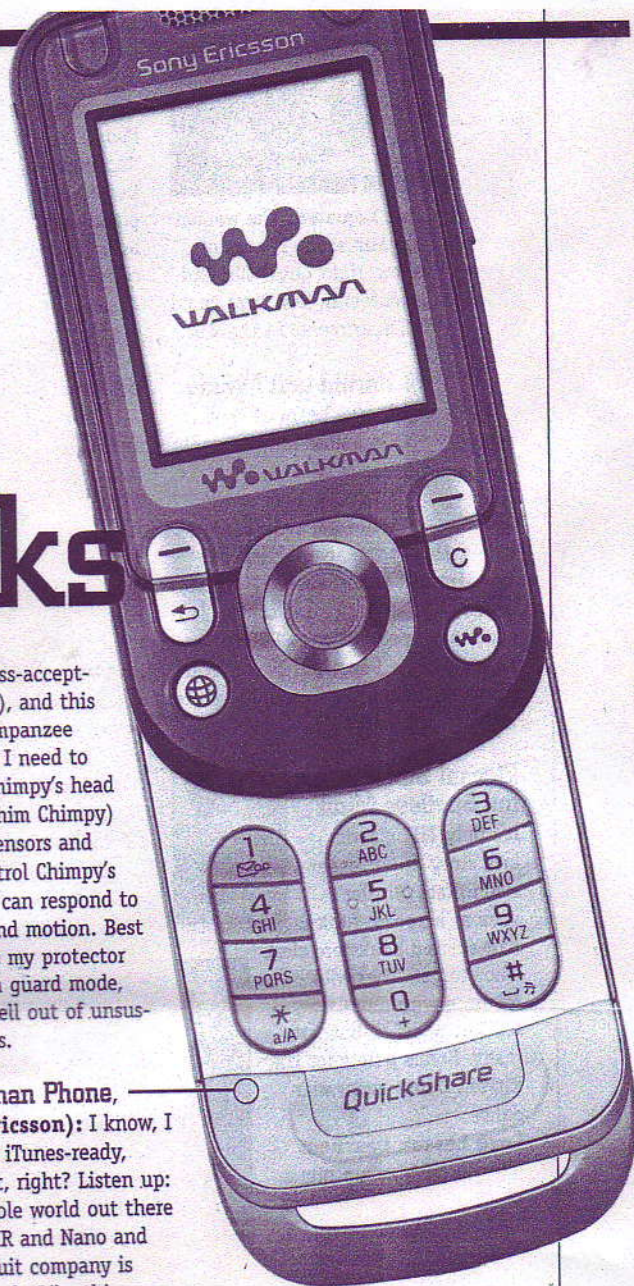 Sony Ericsson
WALKMAN
WALKMAN
ks
C
1
2
ABC
3
DEF
4
GHI
5
JKL
6
MNO
7
PQRS
8
TUV
9
WXYZ
*
a/A
0
+
#
QuickShare
ss-accept-
), and this
mpanzee
I need to
himpy's head
him Chimpy)
ensors and
trol Chimpy's
can respond to
nd motion. Best
my protector
guard mode,
ell out of unsus-
s.
man Phone,
ricsson): I know, I
iTunes-ready,
t, right? Listen up:
ole world out there
R and Nano and
uit company is